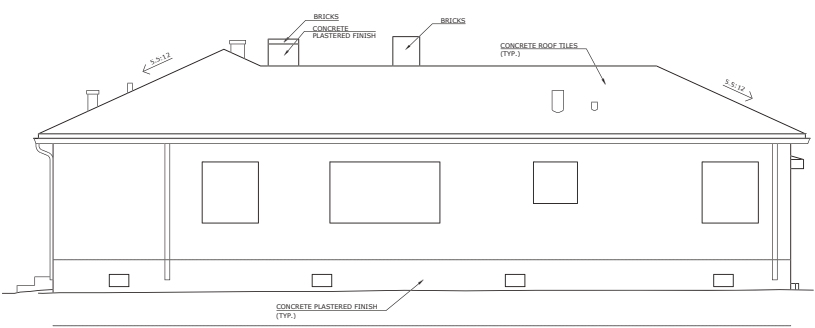 BRICKS
CONCRETE
PLASTERED FINISH
BRICKS
CONCRETE ROOF TILES
(TYP.)
5.5:12
5.5:12
CONCRETE PLASTERED FINISH
(TYP.)